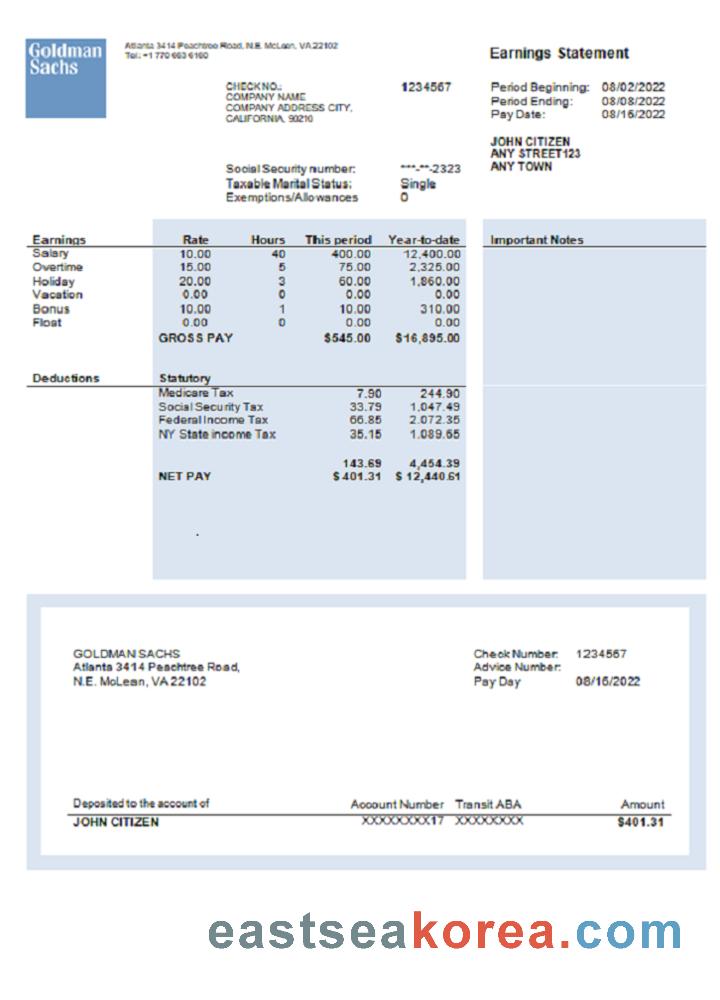 Goldman
Sachs
Atlanta 3414 Peachtree Road, N.E. McLean, VA 22102
Tel.: +1 770 663 6160
Earnings Statement
CHECK NO.: 1234567
COMPANY NAME
COMPANY ADDRESS CITY,
CALIFORNIA, 90210
Period Beginning: 08/02/2022
Period Ending: 08/08/2022
Pay Date: 08/15/2022
JOHN CITIZEN
ANY STREET123
ANY TOWN
Social Security number: ***-**-2323
Taxable Marital Status: Single
Exemptions/Allowances 0
Earnings Rate Hours This period Year-to-date
Salary 10.00 40 400.00 12,400.00
Overtime 15.00 5 75.00 2,325.00
Holiday 20.00 3 60.00 1,860.00
Vacation 0.00 0 0.00 0.00
Bonus 10.00 1 10.00 310.00
Float 0.00 0 0.00 0.00
GROSS PAY $545.00 $16,895.00
Important Notes
Deductions Statutory
Medicare Tax 7.90 244.90
Social Security Tax 33.79 1,047.49
Federal Income Tax 66.85 2,072.35
NY State income Tax 35.15 1,089.65
143.69 4,454.39
NET PAY $401.31 $ 12,440.61
GOLDMAN SACHS
Atlanta 3414 Peachtree Road,
N.E. McLean, VA 22102
Check Number: 1234567
Advice Number:
Pay Day 08/15/2022
Deposited to the account of Account Number Transit ABA Amount
JOHN CITIZEN XXXXXXXX17 XXXXXXXX $401.31
eastseakorea.com